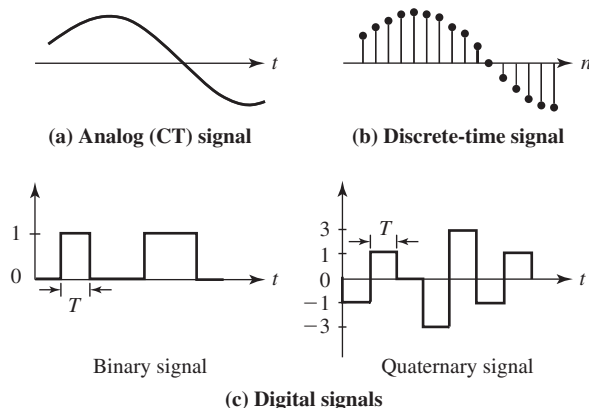 t
n
(a) Analog (CT) signal
(b) Discrete-time signal
1
0
T
t
Binary signal
3
1
0
−1
−3
T
t
Quaternary signal
(c) Digital signals